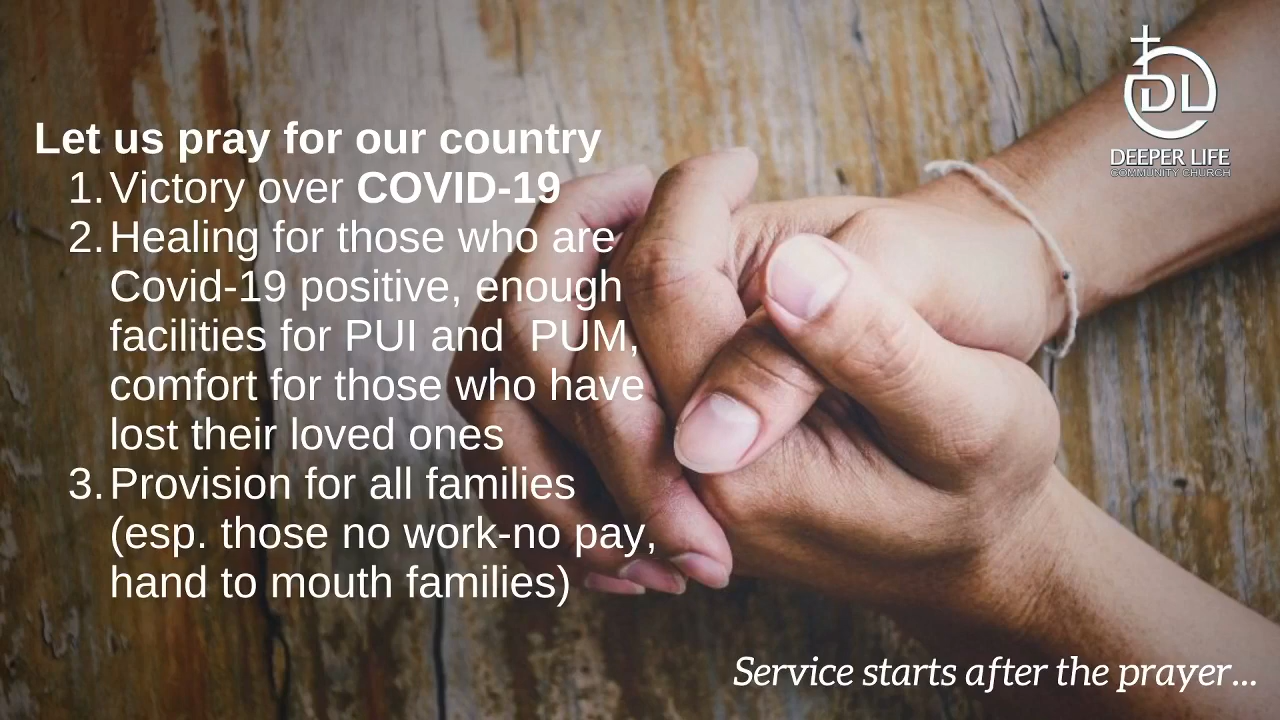 DL
DEEPER LIFE
COMMUNITY CHURCH
Let us pray for our country
1. Victory over COVID-19
2. Healing for those who are
Covid-19 positive, enough
facilities for PUI and  PUM,
comfort for those who have
lost their loved ones
3. Provision for all families
(esp. those no work-no pay,
hand to mouth families)
Service starts after the prayer...